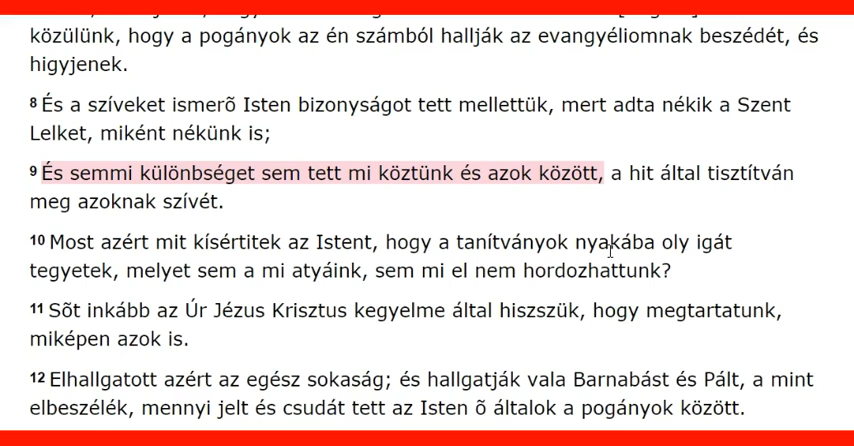 közülünk, hogy a pogányok az én számból hallják az evangyéliomnak beszédét, és
higyjenek.
8 És a szíveket ismerõ Isten bizonyságot tett mellettük, mert adta nékik a Szent
Lelket, miként nékünk is;
9 És semmi különbséget sem tett mi köztünk és azok között, a hit által tisztítván
meg azoknak szívét.
10 Most azért mit kísértitek az Istent, hogy a tanítványok nyakába oly igát
tegyetek, melyet sem a mi atyáink, sem mi el nem hordozhattunk?
11 Sõt inkább az Úr Jézus Krisztus kegyelme által hiszszük, hogy megtartatunk,
miképen azok is.
12 Elhallgatott azért az egész sokaság; és hallgatják vala Barnabást és Pált, a mint
elbeszélék, mennyi jelt és csudát tett az Isten õ általok a pogányok között.